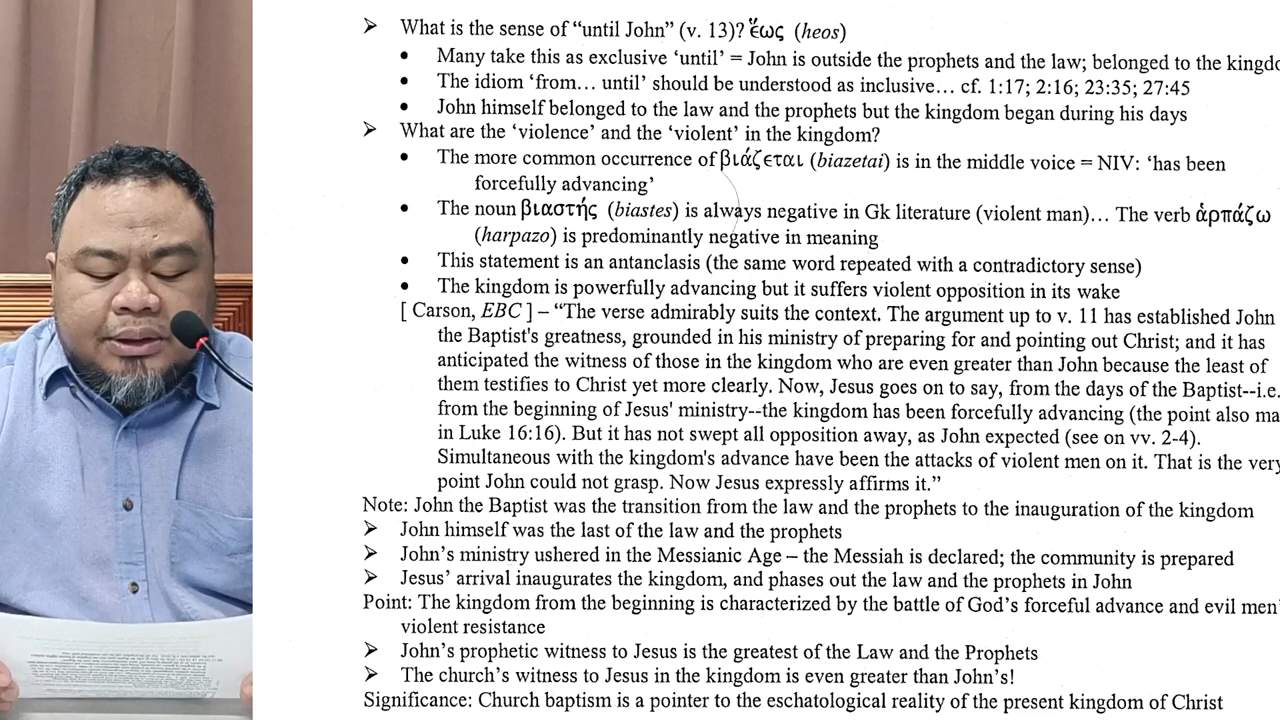 ➢ What is the sense of “until John” (v. 13)? ἕως (heos)
• Many take this as exclusive ‘until’ = John is outside the prophets and the law; belonged to the kingdo
• The idiom ‘from… until’ should be understood as inclusive… cf. 1:17; 2:16; 23:35; 27:45
• John himself belonged to the law and the prophets but the kingdom began during his days
➢ What are the ‘violence’ and the ‘violent’ in the kingdom?
• The more common occurrence of βιάζεται (biazetai) is in the middle voice = NIV: ‘has been
forcefully advancing’
• The noun βιαστής (biastes) is always negative in Gk literature (violent man)… The verb ἁρπάζω
(harpazo) is predominantly negative in meaning
• This statement is an antanclasis (the same word repeated with a contradictory sense)
• The kingdom is powerfully advancing but it suffers violent opposition in its wake
[ Carson, EBC ] – “The verse admirably suits the context. The argument up to v. 11 has established John
the Baptist's greatness, grounded in his ministry of preparing for and pointing out Christ; and it has
anticipated the witness of those in the kingdom who are even greater than John because the least of
them testifies to Christ yet more clearly. Now, Jesus goes on to say, from the days of the Baptist--i.e.
from the beginning of Jesus' ministry--the kingdom has been forcefully advancing (the point also ma
in Luke 16:16). But it has not swept all opposition away, as John expected (see on vv. 2-4).
Simultaneous with the kingdom's advance have been the attacks of violent men on it. That is the very
point John could not grasp. Now Jesus expressly affirms it.”
Note: John the Baptist was the transition from the law and the prophets to the inauguration of the kingdom
➢ John himself was the last of the law and the prophets
➢ John’s ministry ushered in the Messianic Age – the Messiah is declared; the community is prepared
➢ Jesus’ arrival inaugurates the kingdom, and phases out the law and the prophets in John
Point: The kingdom from the beginning is characterized by the battle of God’s forceful advance and evil men’
violent resistance
➢ John’s prophetic witness to Jesus is the greatest of the Law and the Prophets
➢ The church’s witness to Jesus in the kingdom is even greater than John’s!
Significance: Church baptism is a pointer to the eschatological reality of the present kingdom of Christ